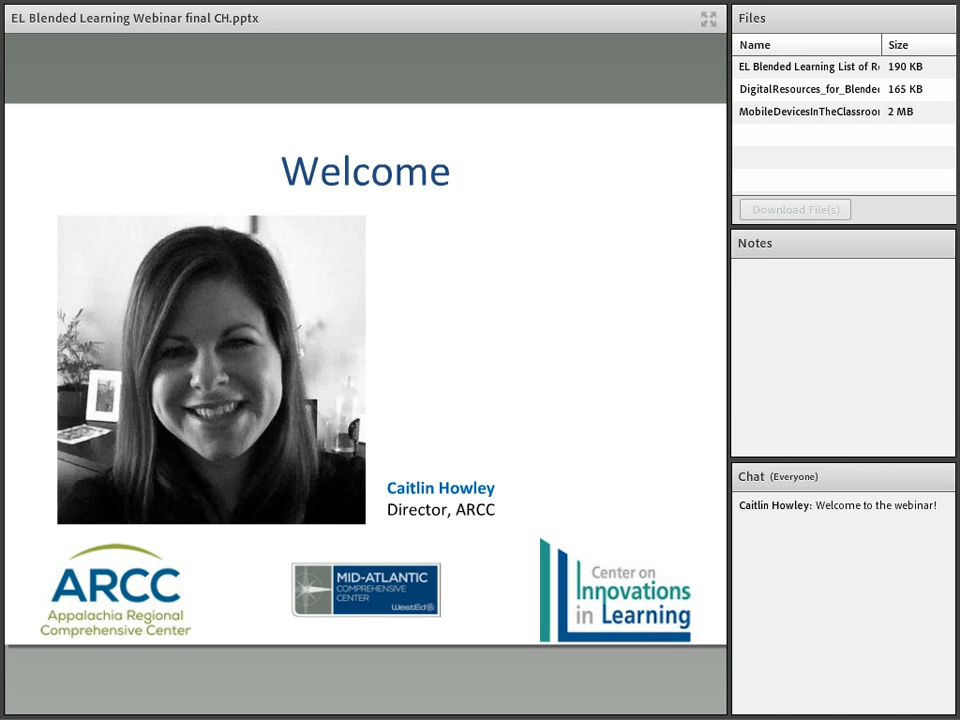 EL Blended Learning Webinar final CH.pptx
Welcome
Caitlin Howley
Director, ARCC
ARCC
Appalachia Regional
Comprehensive Center
MID-ATLANTIC
COMPREHENSIVE
CENTER
WestEd
Center on
Innovations
in Learning
Files
Name Size
EL Blended Learning List of R 190 KB
DigitalResources_for_Blended 165 KB
MobileDevicesInTheClassroom 2 MB
Download File(s)
Notes
Chat (Everyone)
Caitlin Howley: Welcome to the webinar!